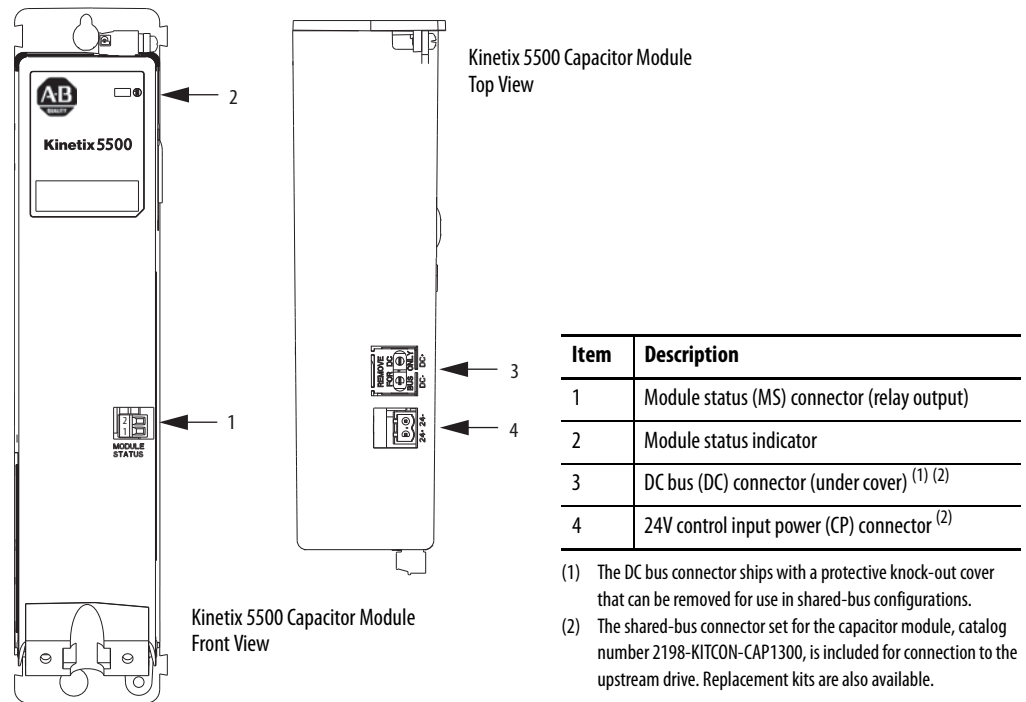 Kinetix 5500 Capacitor Module
Top View
A-B
QUALITY
2
Kinetix 5500
REMOVE
FOR DC
BUS ONLY
DC- DC+
3
24+ 24-
4
2
1
MODULE
STATUS
1
Kinetix 5500 Capacitor Module
Front View
Item Description
1 Module status (MS) connector (relay output)
2 Module status indicator
3 DC bus (DC) connector (under cover) (1) (2)
4 24V control input power (CP) connector (2)
(1) The DC bus connector ships with a protective knock-out cover
that can be removed for use in shared-bus configurations.
(2) The shared-bus connector set for the capacitor module, catalog
number 2198-KITCON-CAP1300, is included for connection to the
upstream drive. Replacement kits are also available.